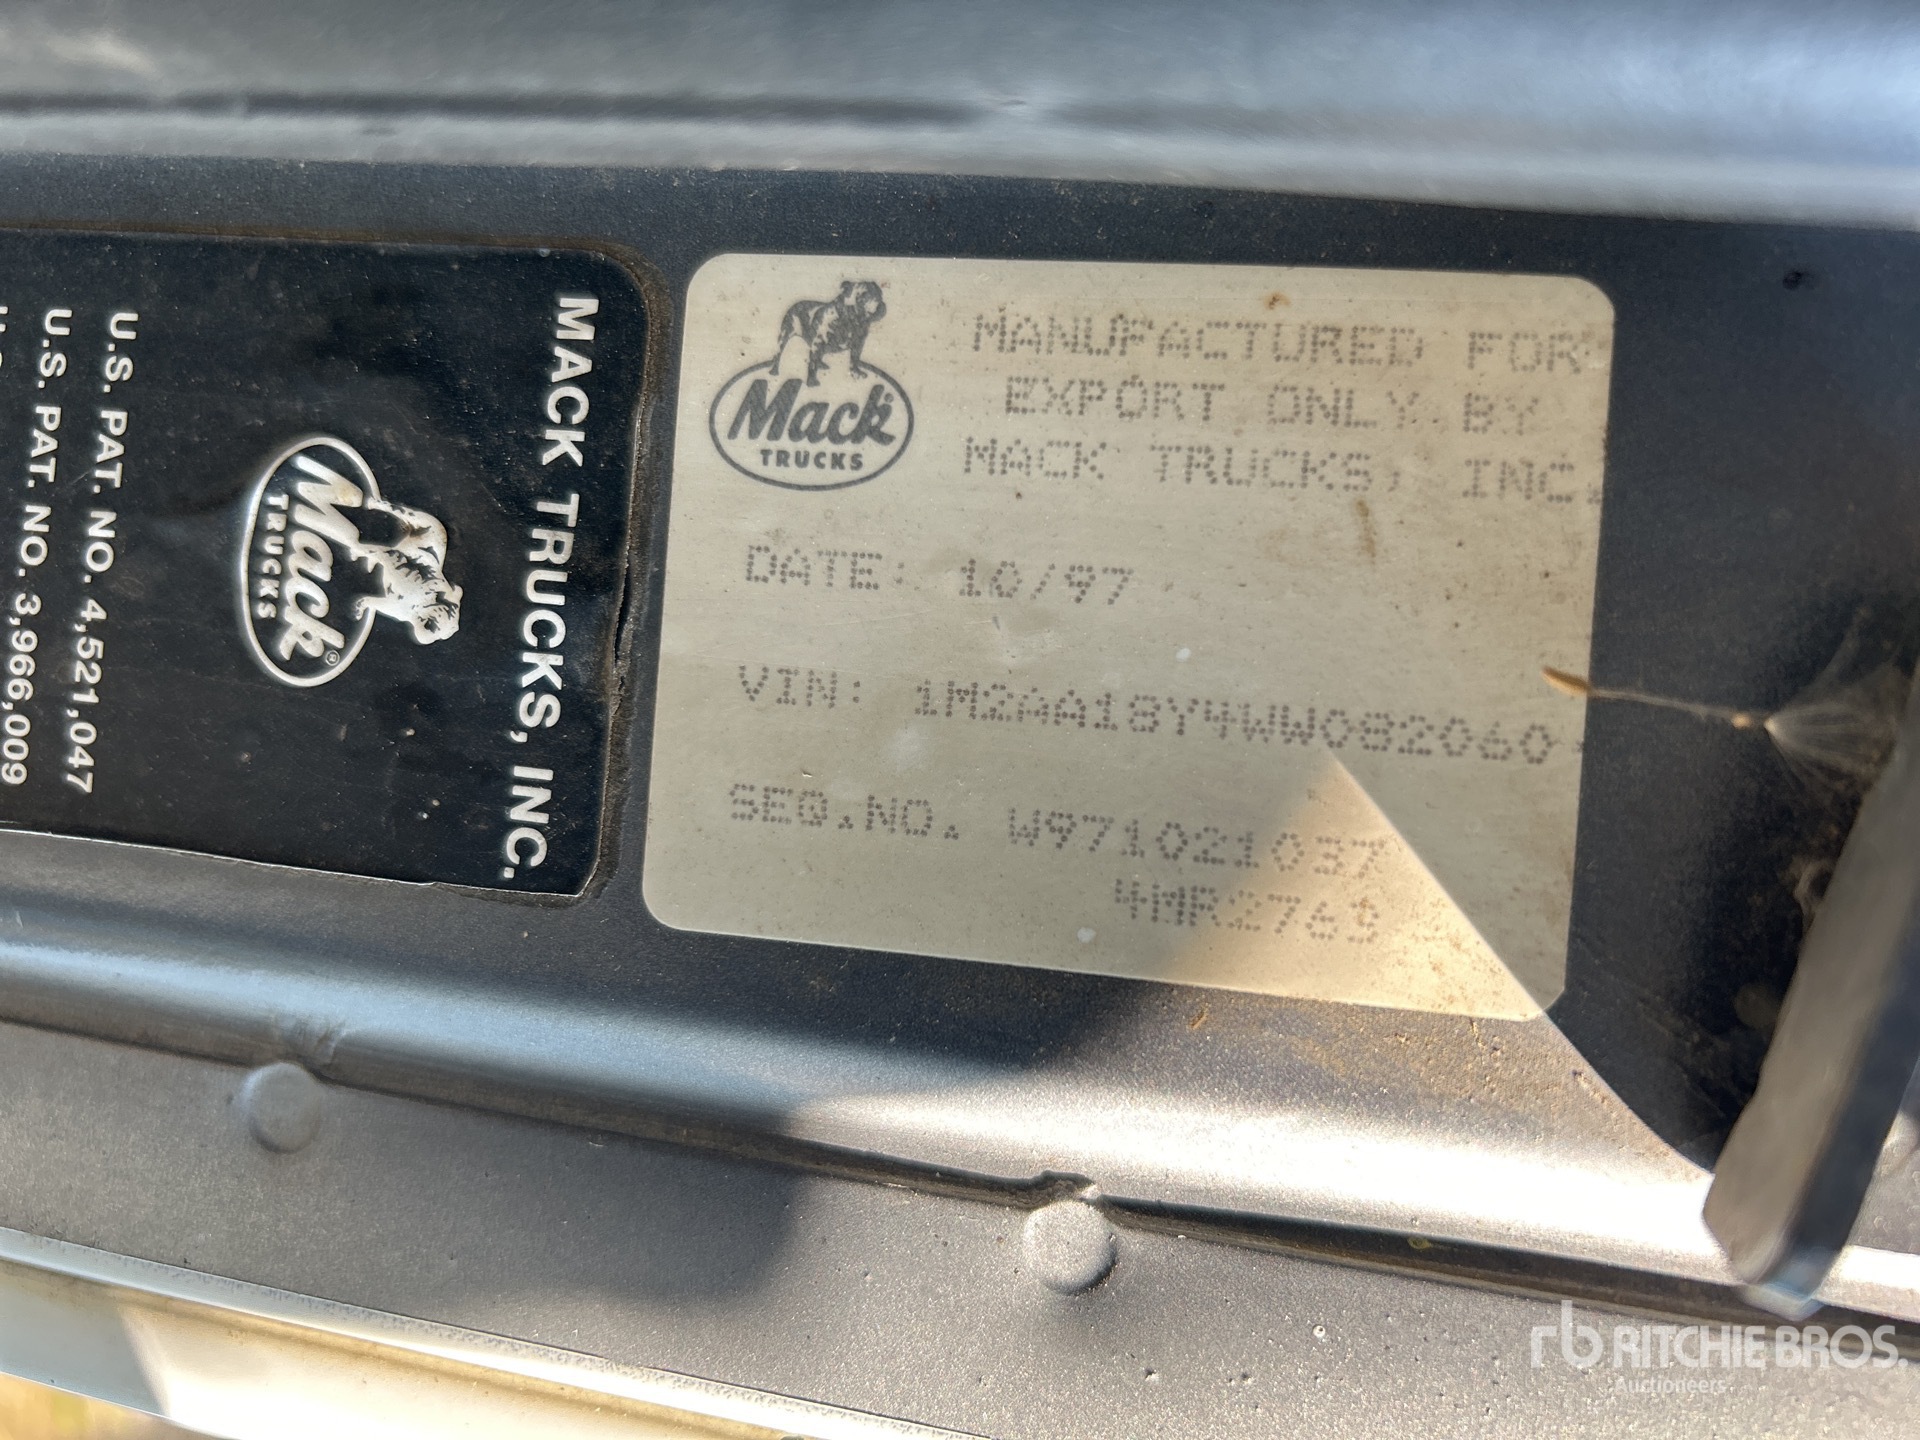 MACK TRUCKS, INC.
Mack
TRUCKS
U.S. PAT. NO. 4,521,047
U.S. PAT. NO. 3,966,009
Mack
TRUCKS
MANUFACTURED FOR
EXPORT ONLY BY
MACK TRUCKS, INC.
DATE: 10/97
VIN: 1M2AA18Y4WW082060
SEQ.NO. W971021037
WMR2763
rb RITCHIE BROS.
Auctioneers